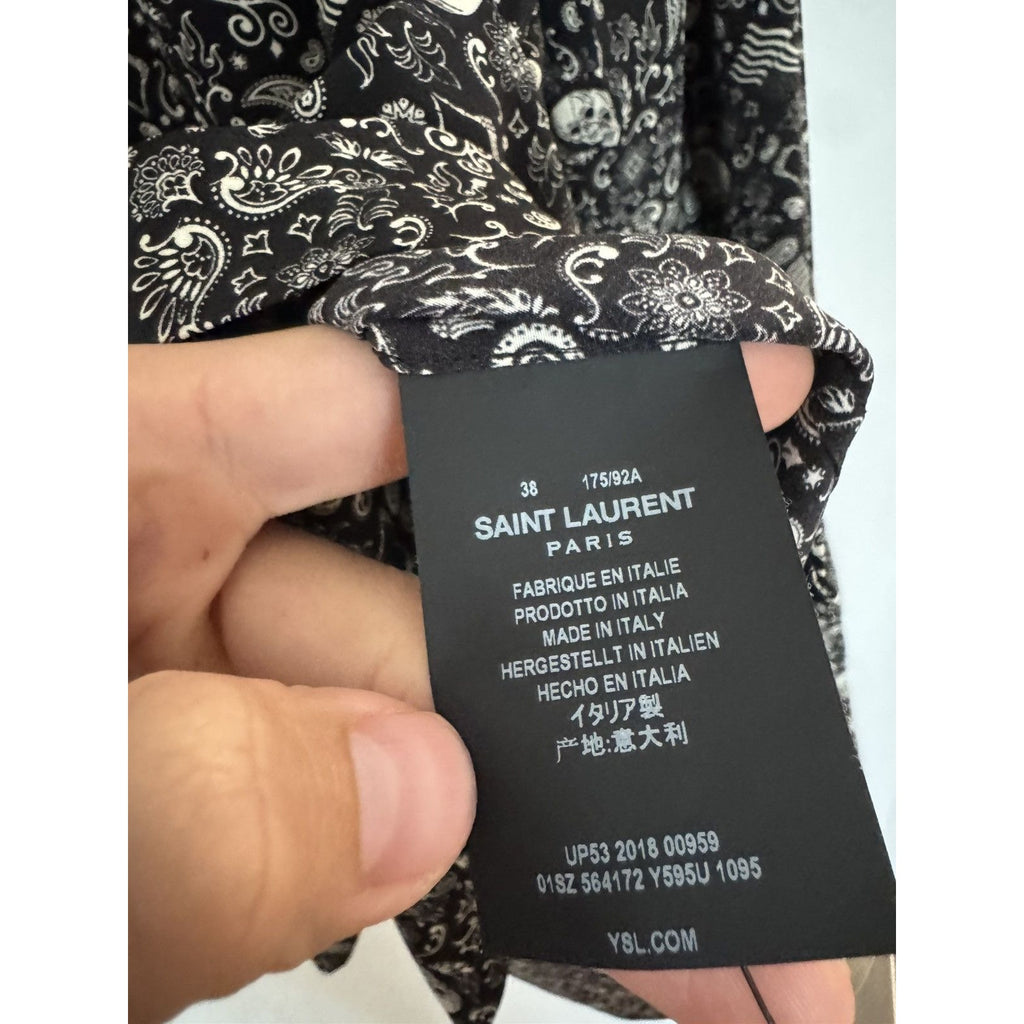 38 175/92A
SAINT LAURENT
PARIS
FABRIQUE EN ITALIE
PRODOTTO IN ITALIA
MADE IN ITALY
HERGESTELLT IN ITALIEN
HECHO EN ITALIA
イタリア製
产地:意大利
UP53 2018 00959
01SZ 564172 Y595U 1095
YSL.COM